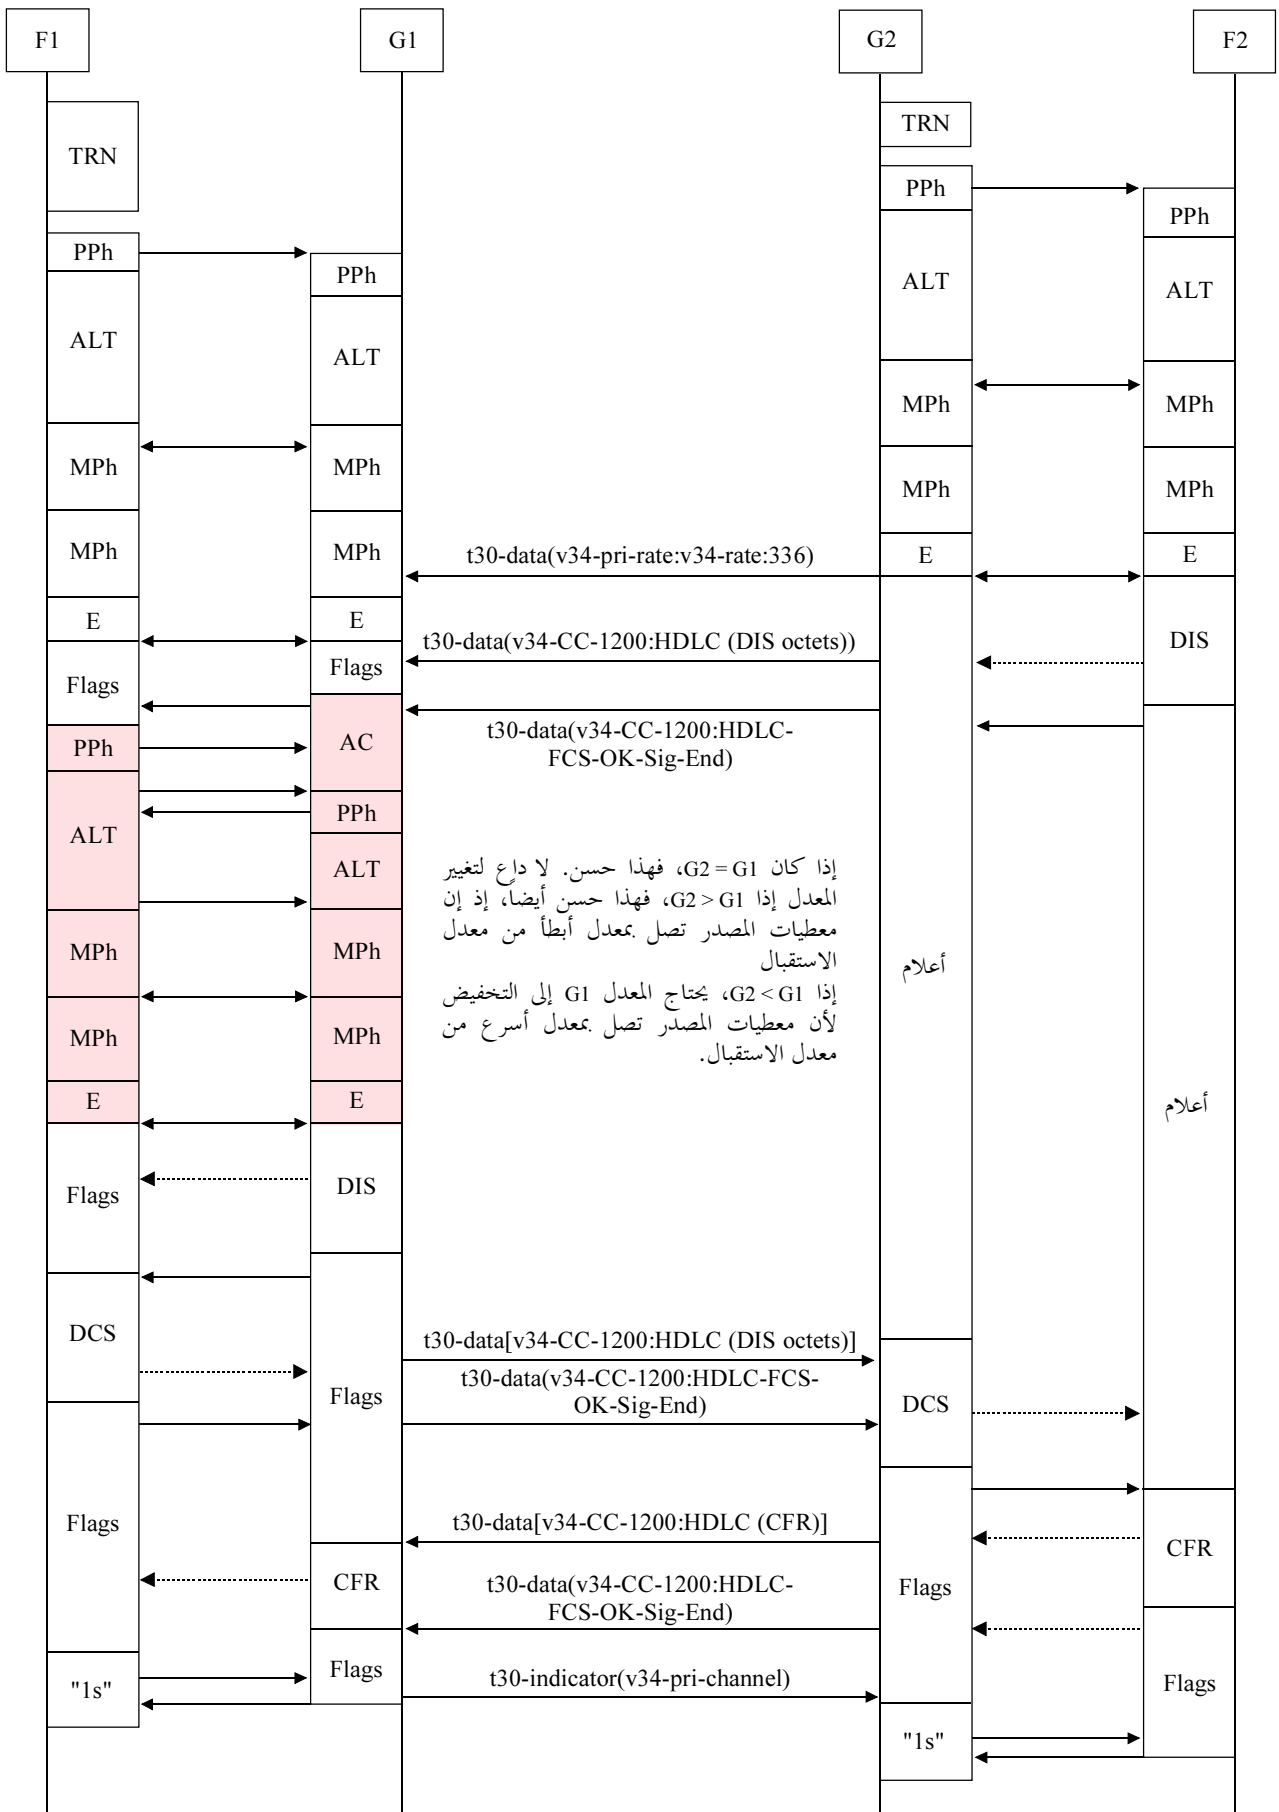 F1 G1 G2 F2
TRN
TRN
PPh
PPh
PPh
PPh
ALT
ALT
ALT
ALT
MPh
MPh
MPh
MPh
MPh
MPh
MPh
MPh
t30-data(v34-pri-rate:v34-rate:336)
E
E
E
E
t30-data(v34-CC-1200:HDLC (DIS octets))
DIS
Flags
Flags
t30-data(v34-CC-1200:HDLC-
FCS-OK-Sig-End)
PPh
AC
PPh
ALT
ALT
إذا كان G2 = G1، فهذا حسن. لا داعٍ لتغيير
المعدل إذا G2 > G1، فهذا حسن أيضاً، إذ إن
معطيات المصدر تصل بمعدل أبطأ من معدل
الاستقبال
إذا G2 < G1، يحتاج المعدل G1 إلى التخفيض
لأن معطيات المصدر تصل بمعدل أسرع من
معدل الاستقبال.
MPh
MPh
أعلام
MPh
MPh
E
E
أعلام
Flags
DIS
DCS
t30-data[v34-CC-1200:HDLC (DIS octets)]
t30-data(v34-CC-1200:HDLC-FCS-
OK-Sig-End)
Flags
DCS
Flags
t30-data[v34-CC-1200:HDLC (CFR)]
CFR
CFR
t30-data(v34-CC-1200:HDLC-
FCS-OK-Sig-End)
Flags
Flags
t30-indicator(v34-pri-channel)
"1s"
Flags
"1s"